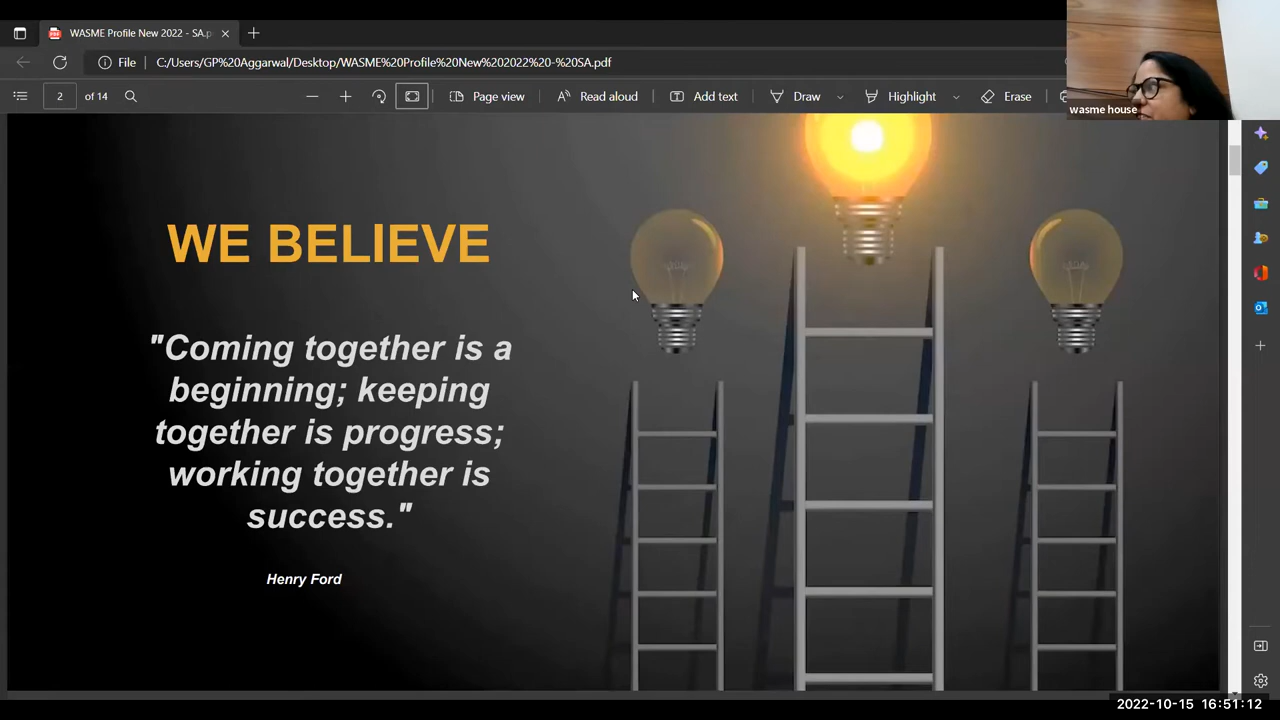 WASME Profile New 2022 - SA.p
File
C:/Users/GP%20Aggarwal/Desktop/WASME%20Profile%20New%202022%20-%20SA.pdf
2 of 14
Page view
Read aloud
Add text
Draw
Highlight
Erase
wasme house
WE BELIEVE
"Coming together is a
beginning; keeping
together is progress;
working together is
success."
Henry Ford
2022-10-15 16:51:12